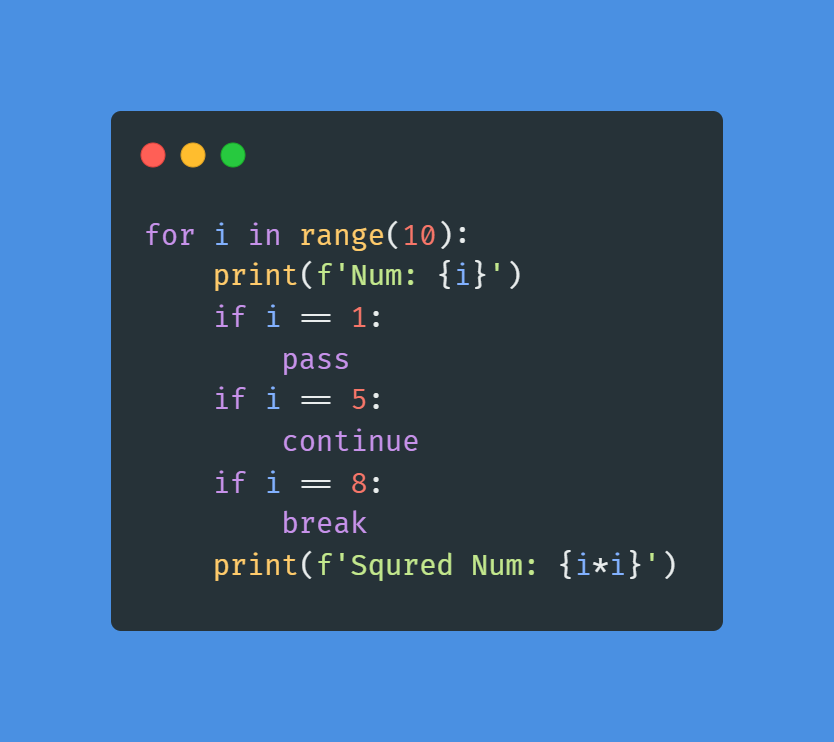 for i in range(10):
    print(f'Num: {i}')
    if i == 1:
        pass
    if i == 5:
        continue
    if i == 8:
        break
    print(f'Squred Num: {i*i}')